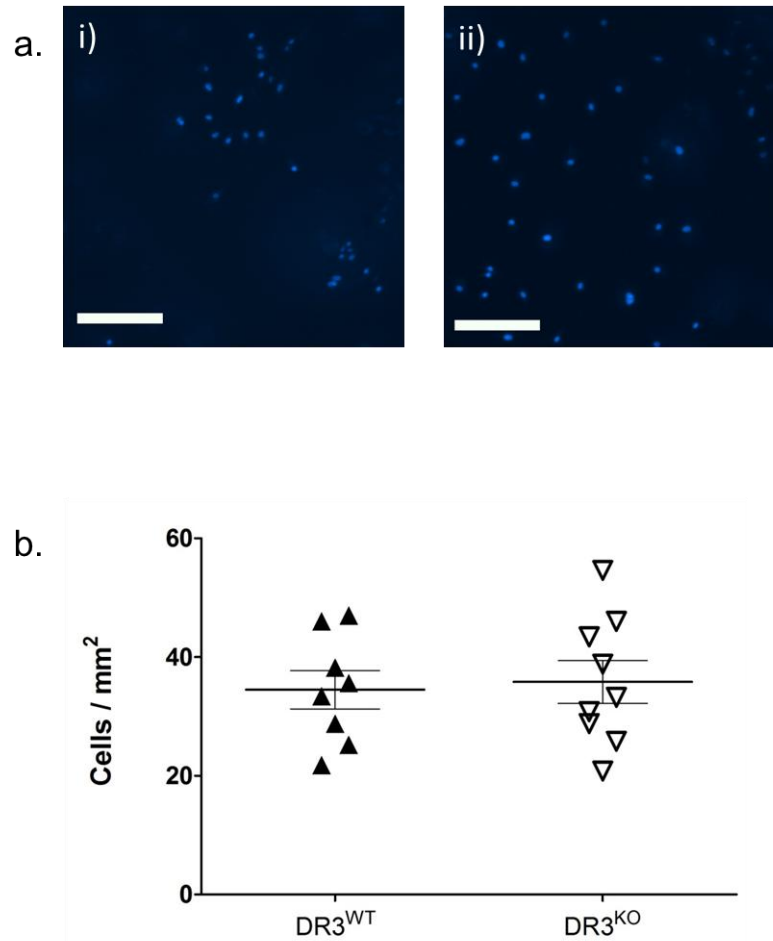 a. i) ii)
b.
60
40
20
0
Cells / mm²
DR3ᵂᵀ DR3ᴷᴼ